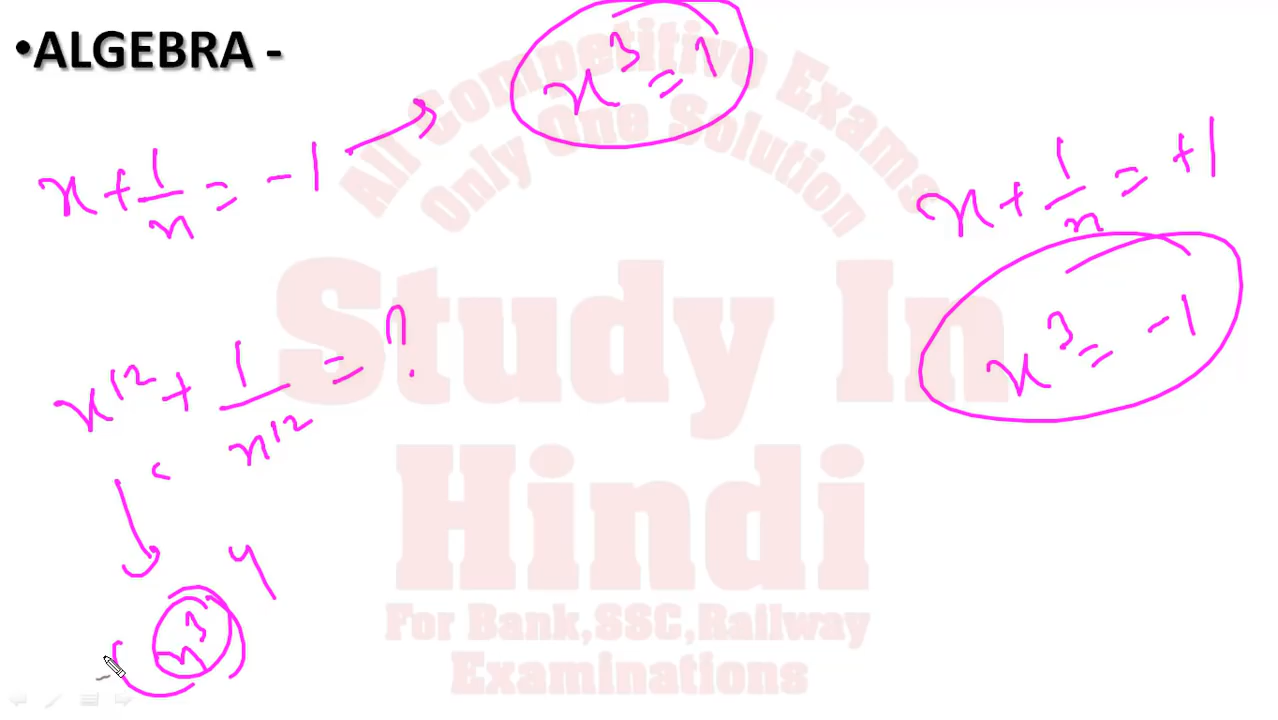 •ALGEBRA -
x³ = 1
x + 1/x = -1
x + 1/x = +1
x³ = -1
x¹² + 1/x¹² = ?
(x³)⁴
All Competitive Exams
Only One Solution
Study In
Hindi
For Bank,SSC,Railway
Examinations